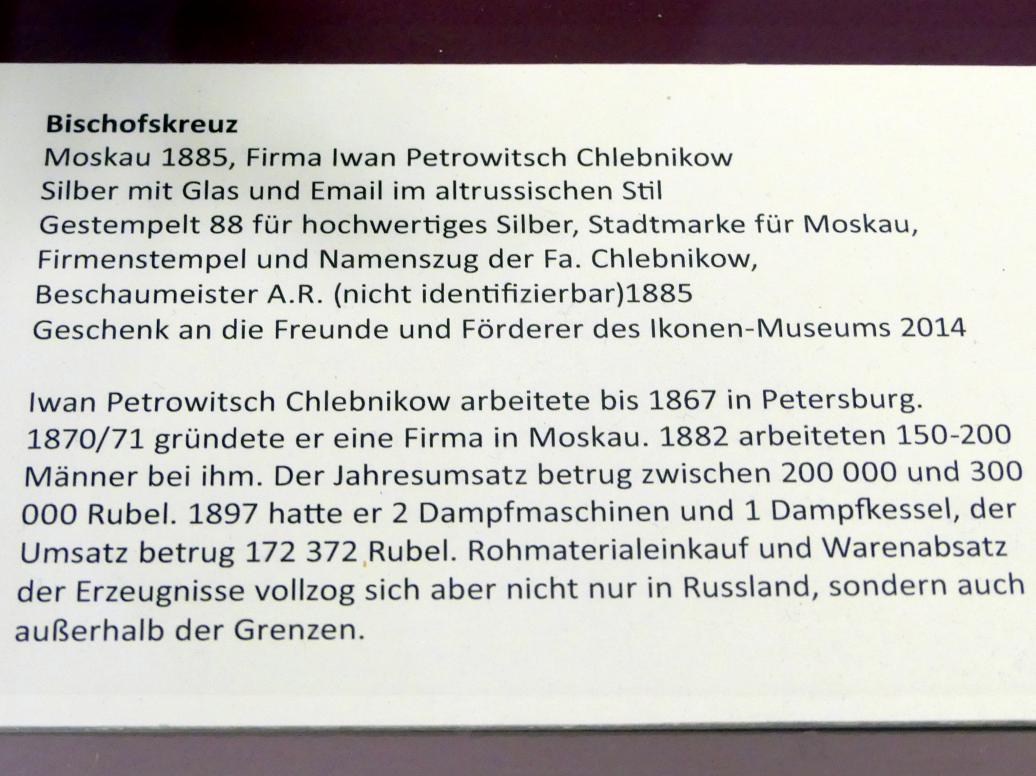 Bischofskreuz
Moskau 1885, Firma Iwan Petrowitsch Chlebnikow
Silber mit Glas und Email im altrussischen Stil
Gestempelt 88 für hochwertiges Silber, Stadtmarke für Moskau,
Firmenstempel und Namenszug der Fa. Chlebnikow,
Beschaumeister A.R. (nicht identifizierbar)1885
Geschenk an die Freunde und Förderer des Ikonen-Museums 2014
Iwan Petrowitsch Chlebnikow arbeitete bis 1867 in Petersburg.
1870/71 gründete er eine Firma in Moskau. 1882 arbeiteten 150-200
Männer bei ihm. Der Jahresumsatz betrug zwischen 200 000 und 300
000 Rubel. 1897 hatte er 2 Dampfmaschinen und 1 Dampfkessel, der
Umsatz betrug 172 372 Rubel. Rohmaterialeinkauf und Warenabsatz
der Erzeugnisse vollzog sich aber nicht nur in Russland, sondern auch
außerhalb der Grenzen.